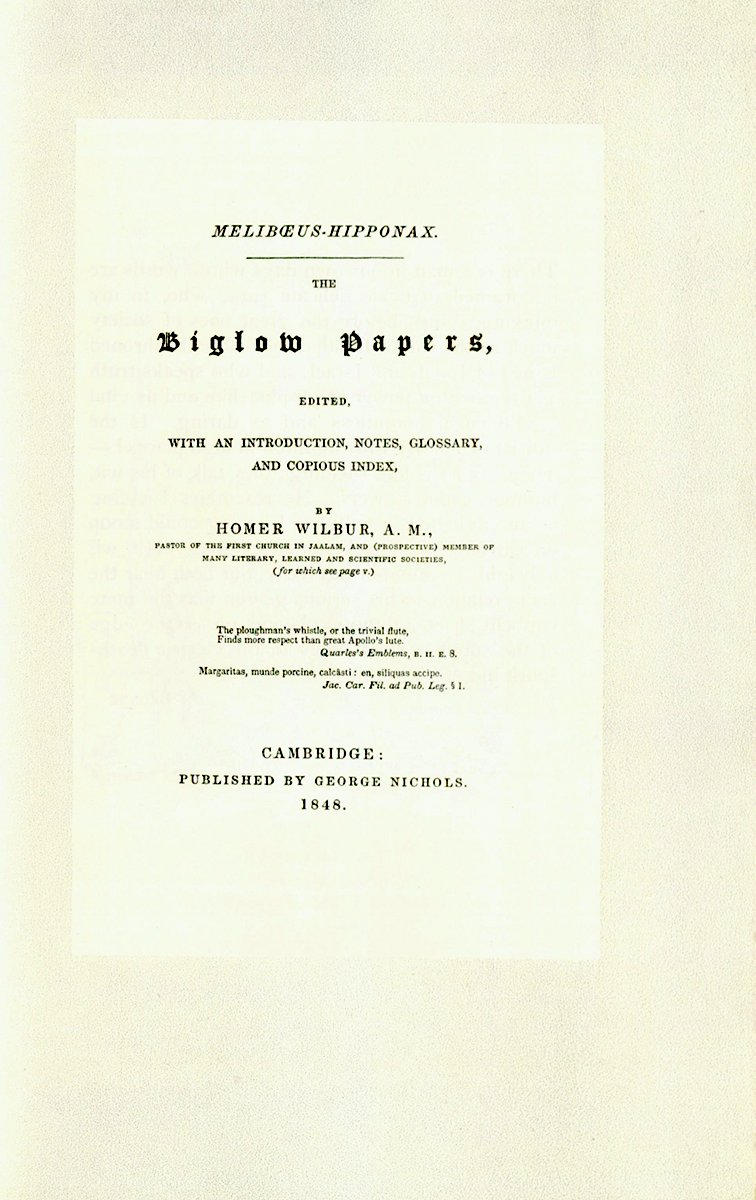 MELIBŒUS-HIPPONAX.
THE
Biglow Papers,
EDITED,
WITH AN INTRODUCTION, NOTES, GLOSSARY,
AND COPIOUS INDEX,
BY
HOMER WILBUR, A. M.,
PASTOR OF THE FIRST CHURCH IN JAALAM, AND (PROSPECTIVE) MEMBER OF
MANY LITERARY, LEARNED AND SCIENTIFIC SOCIETIES,
(for which see page v.)
The ploughman's whistle, or the trivial flute,
Finds more respect than great Apollo's lute.
Quarles's Emblems, B. II. E. 8.
Margaritas, munde porcine, calcâsti: en, siliquas accipe.
Jac. Car. Fil. ad Pub. Leg. § 1.
CAMBRIDGE:
PUBLISHED BY GEORGE NICHOLS.
1848.